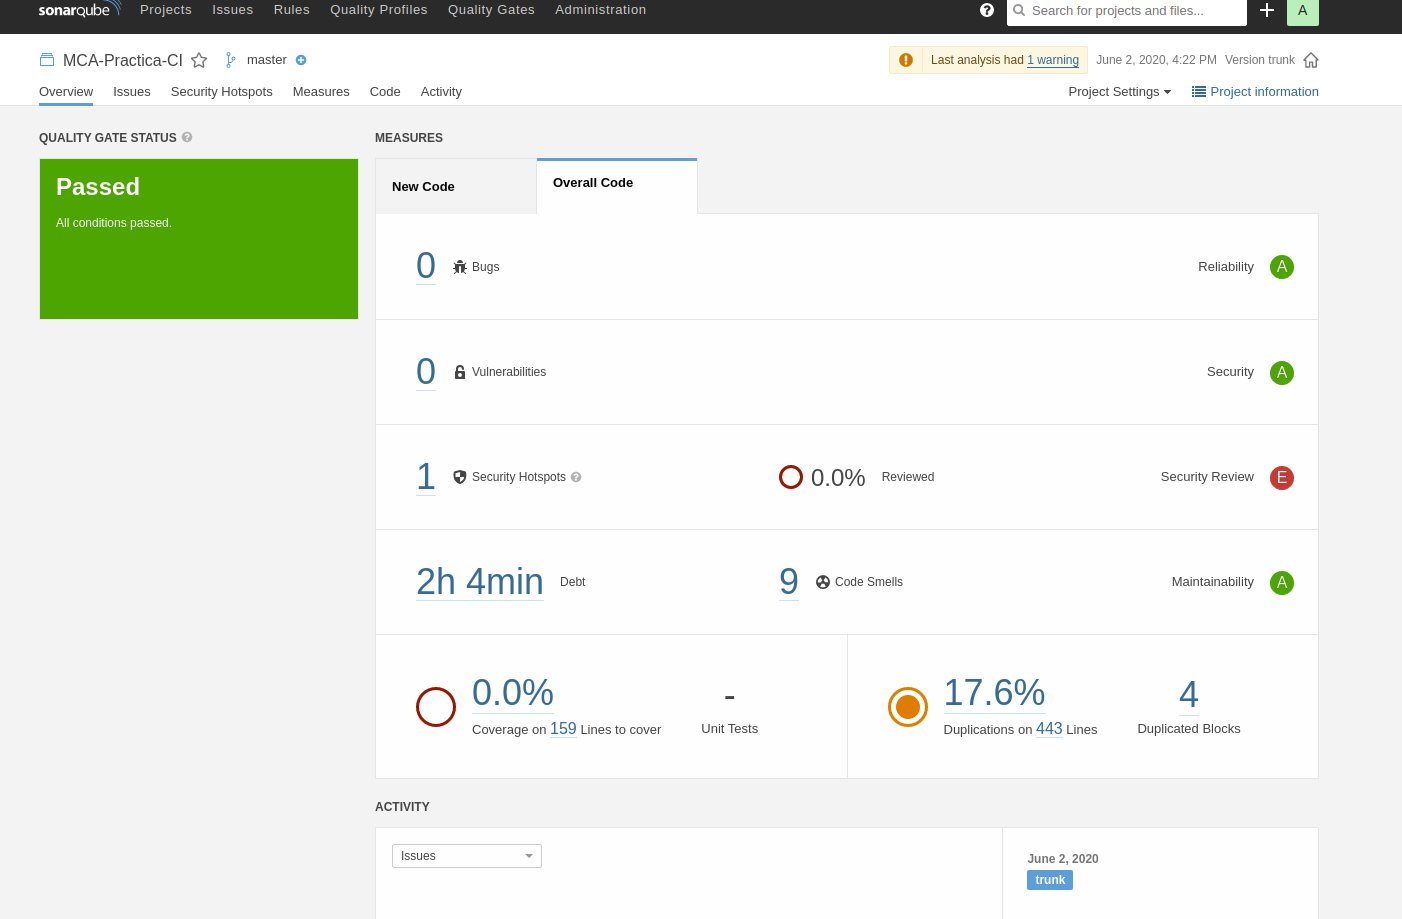 sonarqube Projects Issues Rules Quality Profiles Quality Gates Administration Search for projects and files... A
MCA-Practica-CI master Last analysis had 1 warning June 2, 2020, 4:22 PM Version trunk
Overview Issues Security Hotspots Measures Code Activity Project Settings Project information
QUALITY GATE STATUS ? MEASURES
Passed
All conditions passed.
New Code Overall Code
0 Bugs Reliability A
0 Vulnerabilities Security A
1 Security Hotspots ? 0.0% Reviewed Security Review E
2h 4min Debt 9 Code Smells Maintainability A
0.0% - 17.6% 4
Coverage on 159 Lines to cover Unit Tests Duplications on 443 Lines Duplicated Blocks
ACTIVITY
Issues
June 2, 2020
trunk